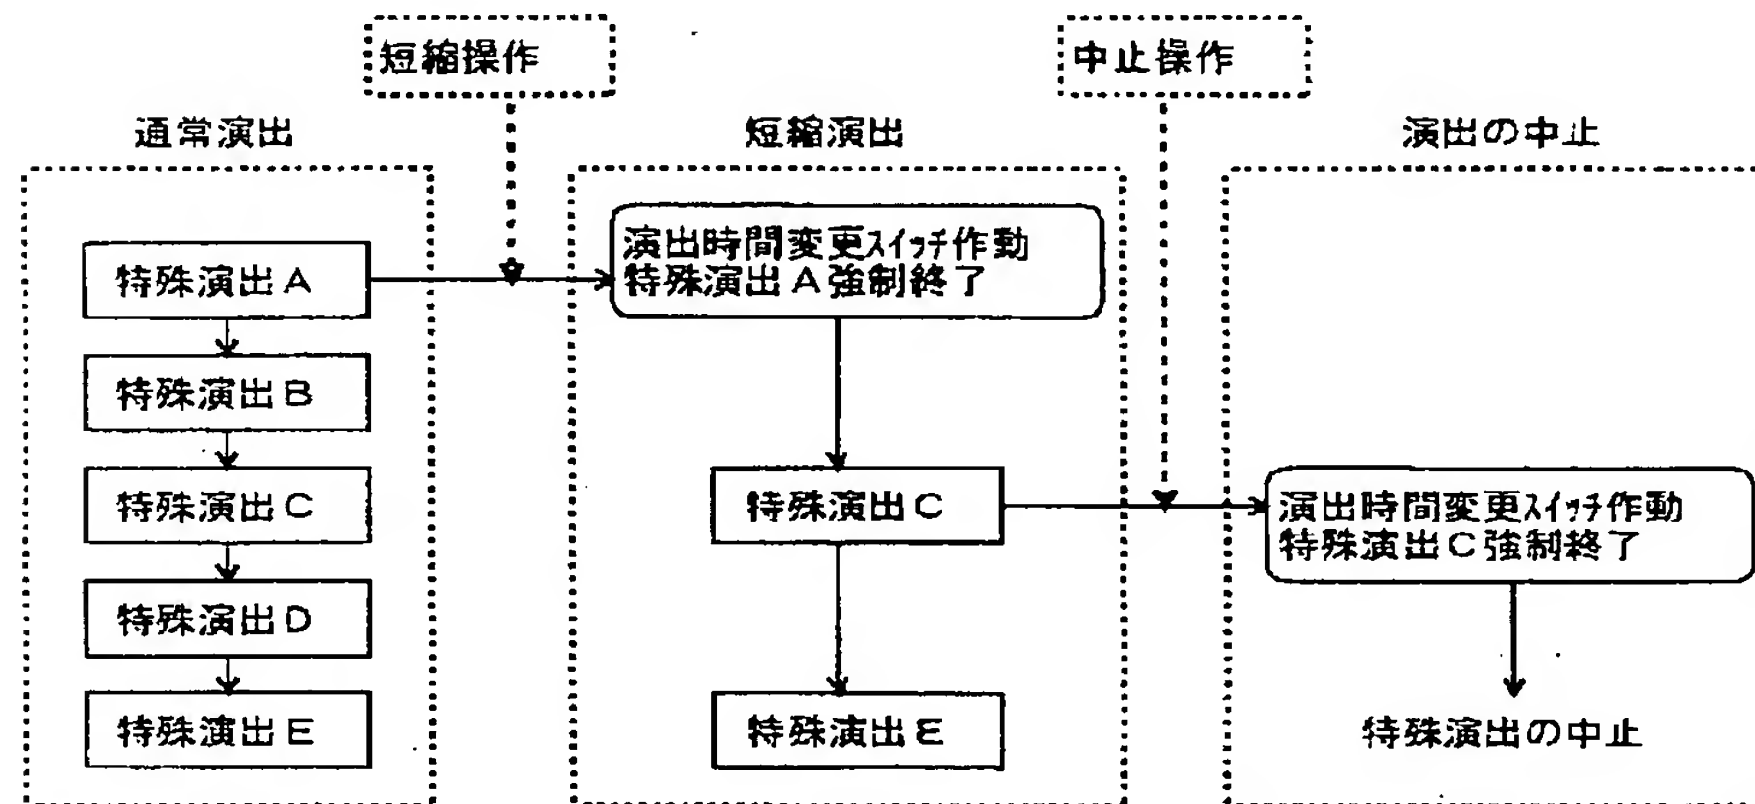 短縮操作
中止操作
通常演出
短縮演出
演出の中止
特殊演出A
特殊演出B
特殊演出C
特殊演出D
特殊演出E
演出時間変更ｽｲｯﾁ作動
特殊演出A強制終了
特殊演出C
特殊演出E
演出時間変更ｽｲｯﾁ作動
特殊演出C強制終了
特殊演出の中止